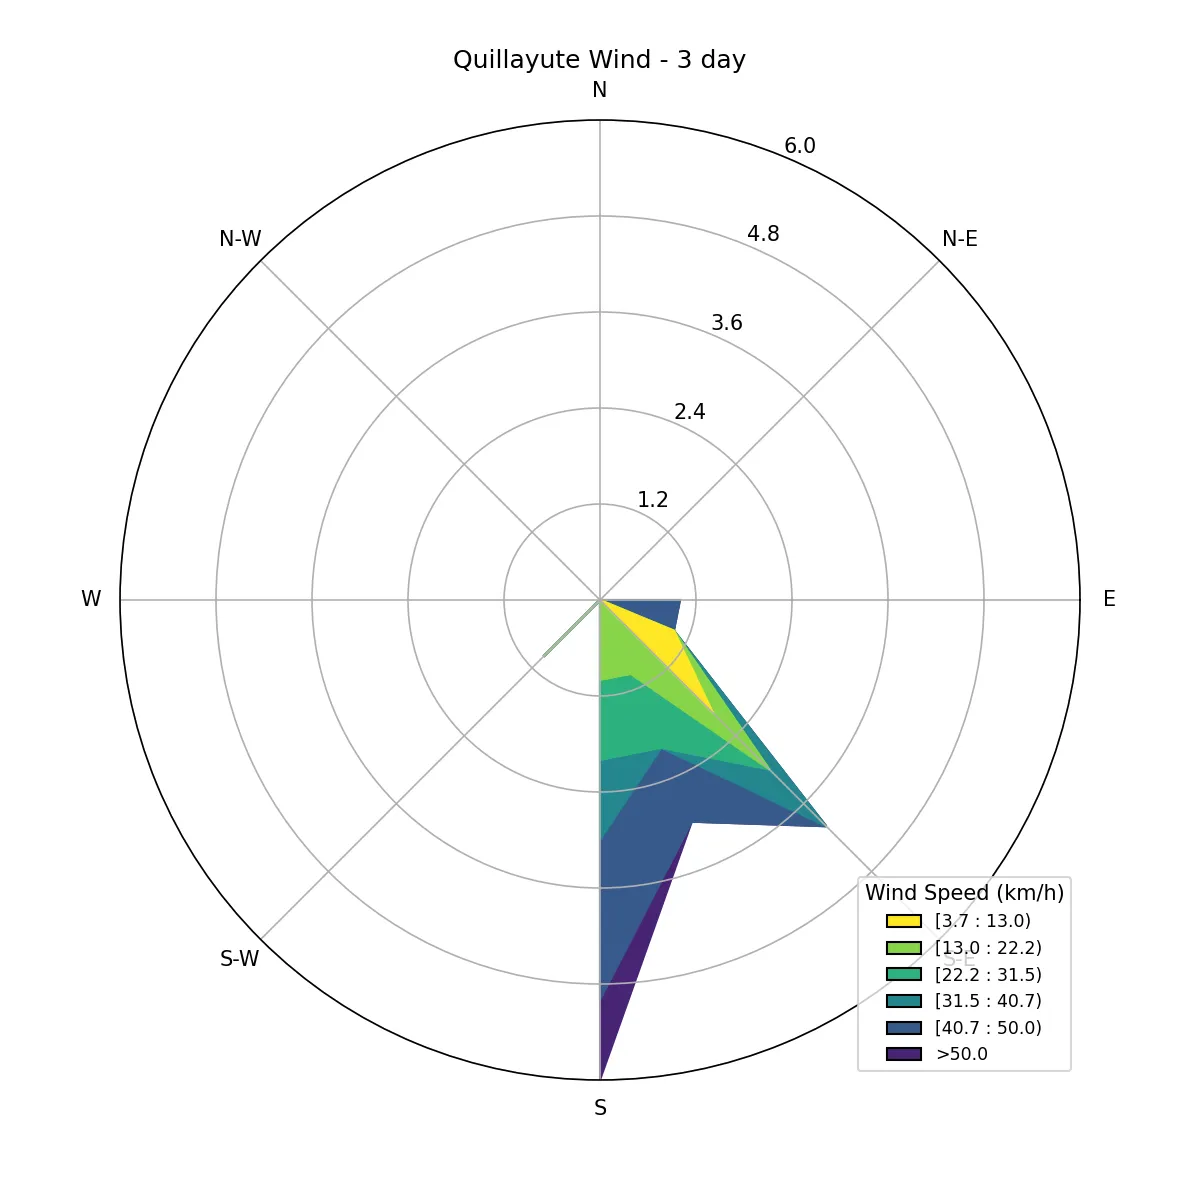 Quillayute Wind - 3 day
N
6.0
4.8
N-W
N-E
3.6
2.4
1.2
W
E
Wind Speed (km/h)
[3.7 : 13.0)
[13.0 : 22.2)
S-W
S-E
[22.2 : 31.5)
[31.5 : 40.7)
[40.7 : 50.0)
>50.0
S